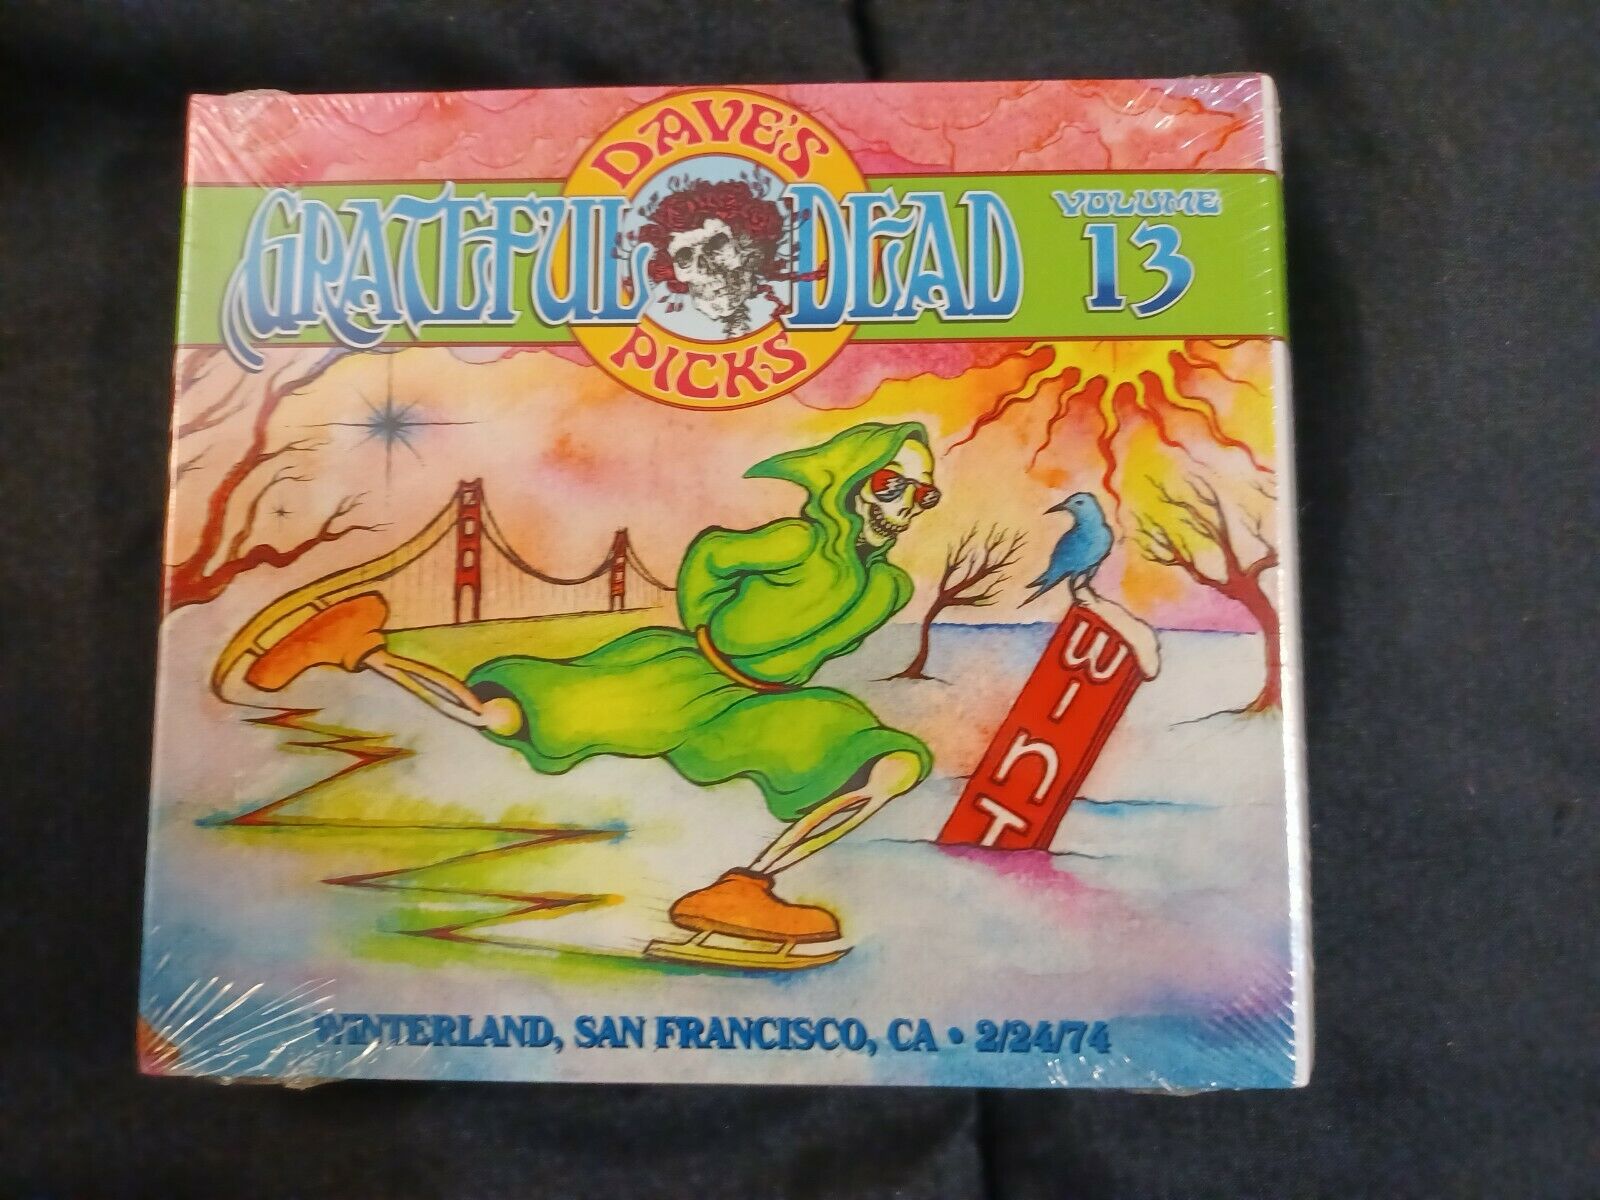 DAVE'S
GRATEFUL DEAD
VOLUME
13
PICKS
WINT
WINTERLAND, SAN FRANCISCO, CA • 2/24/74